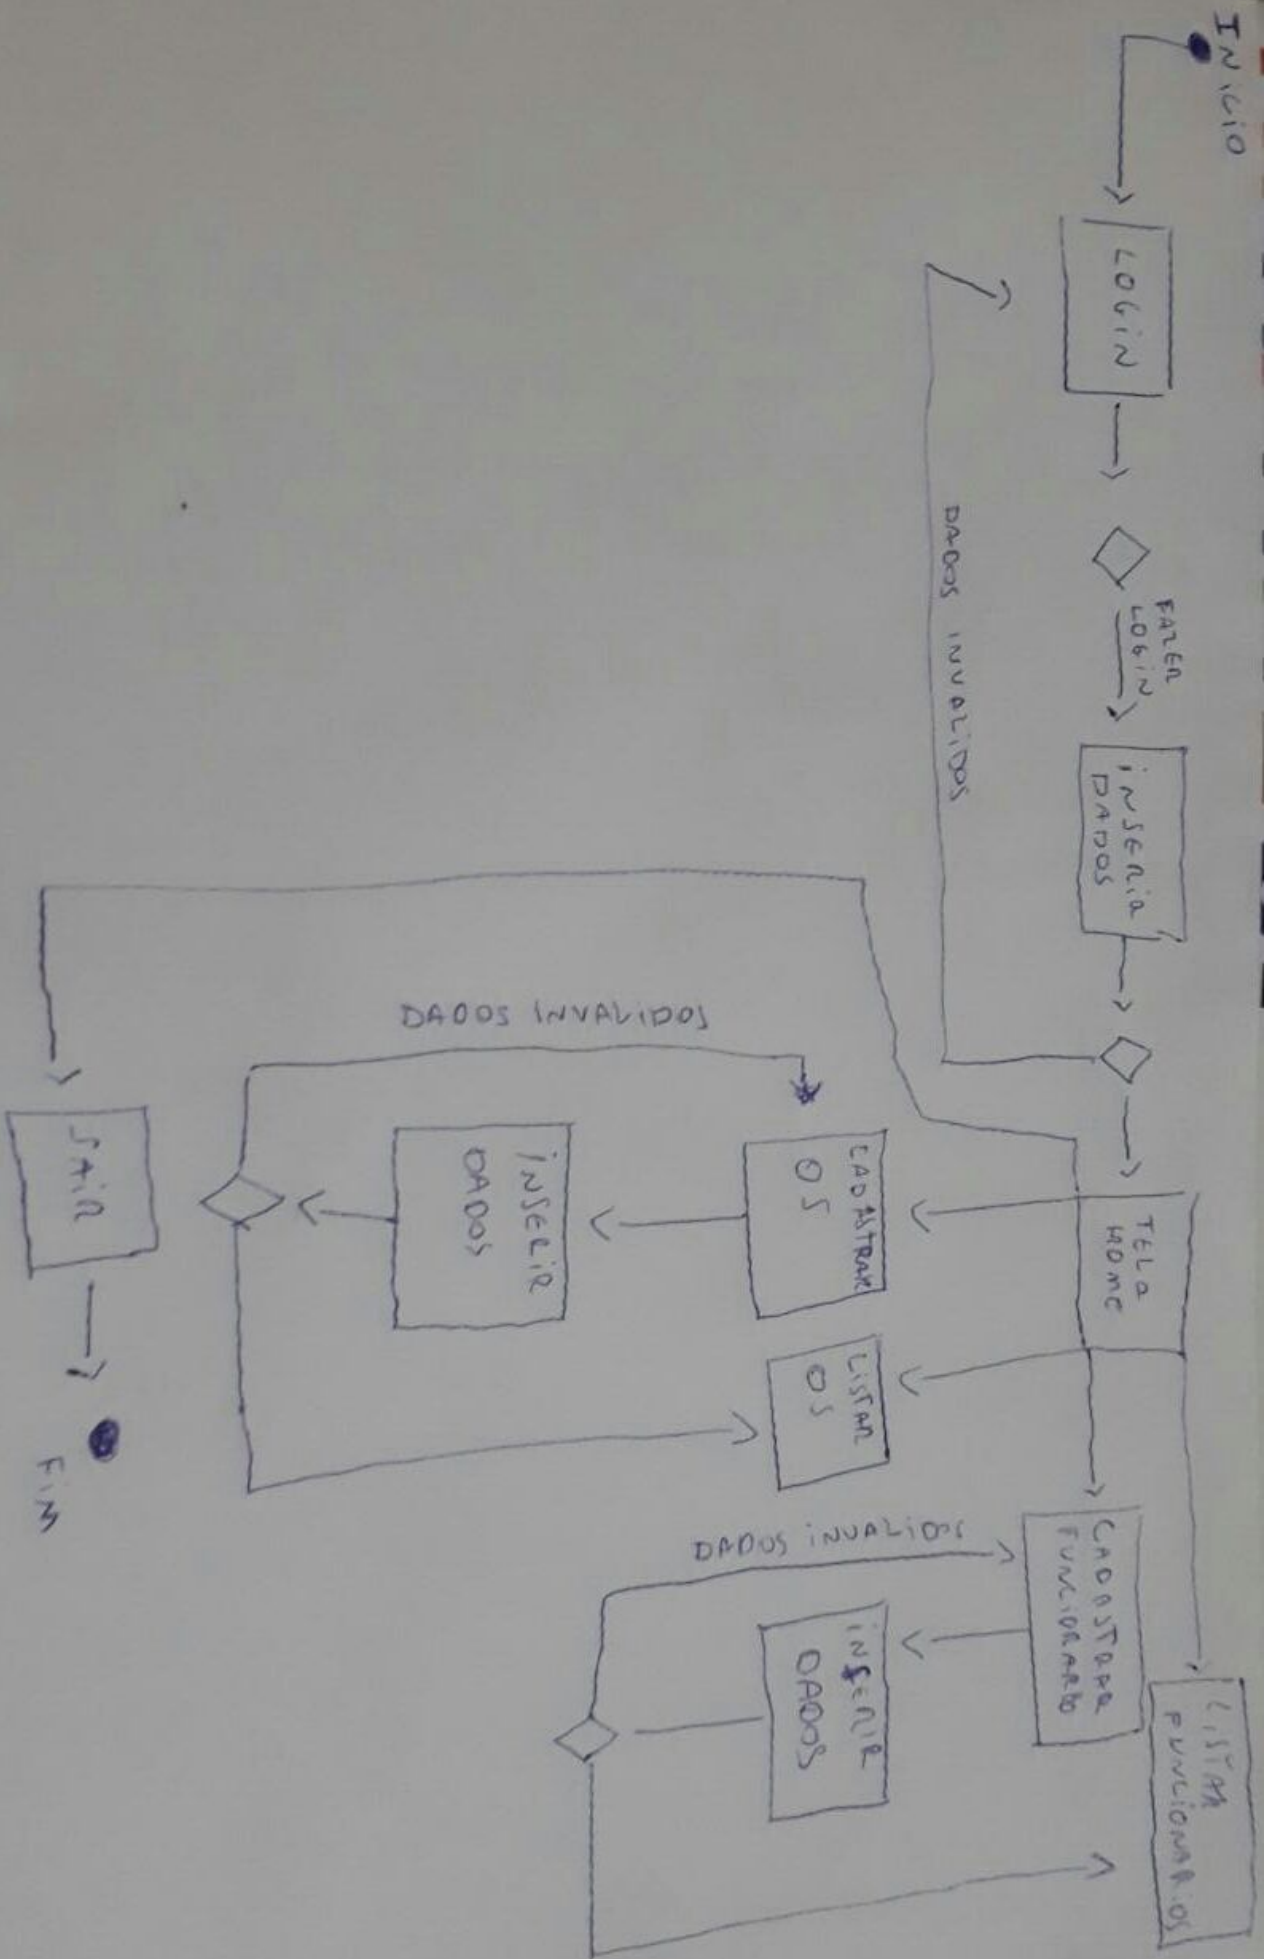 INICIO
LOGIN
FAZER
LOGIN
INSERIR
DADOS
DADOS INVALIDOS
TELA
HOME
CADASTRAR
OS
LISTAR
OS
INSERIR
DADOS
DADOS INVALIDOS
CADASTRAR
FUNCIORARIO
LISTAR
FUNCIONARIOS
INSERIR
DADOS
DADOS INVALIDOS
SAIR
FIM